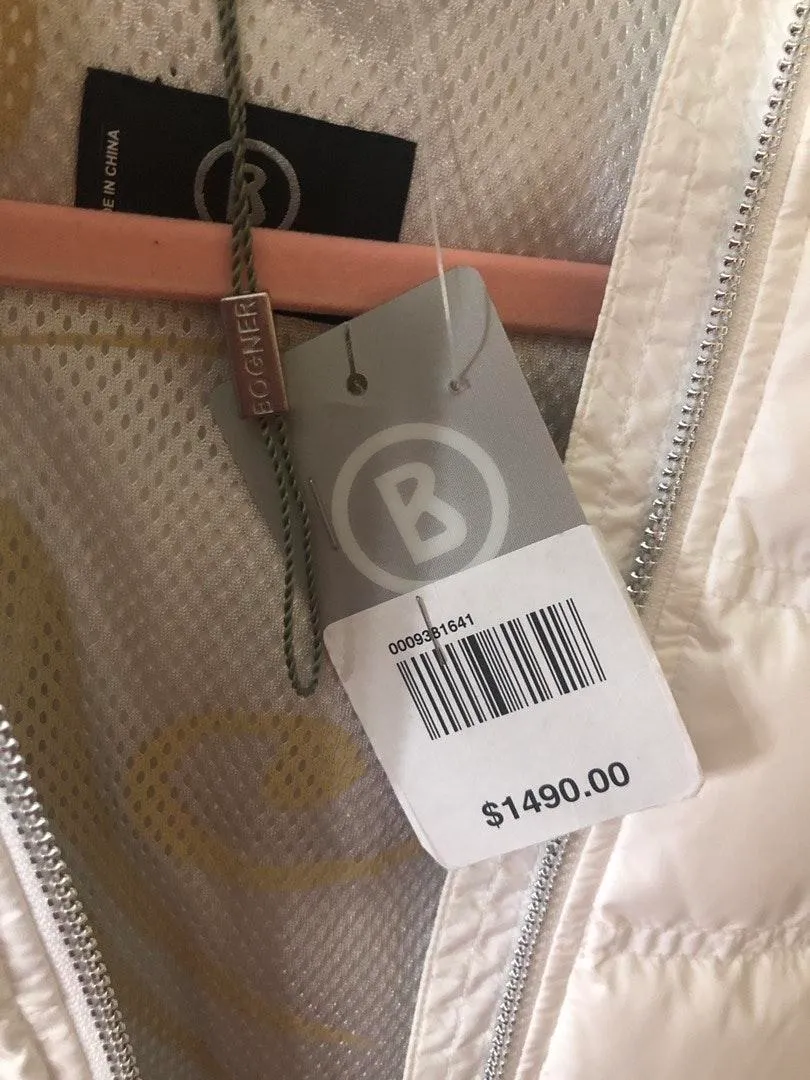 DE IN CHINA
B
BOGNER
B
0009381641
$1490.00